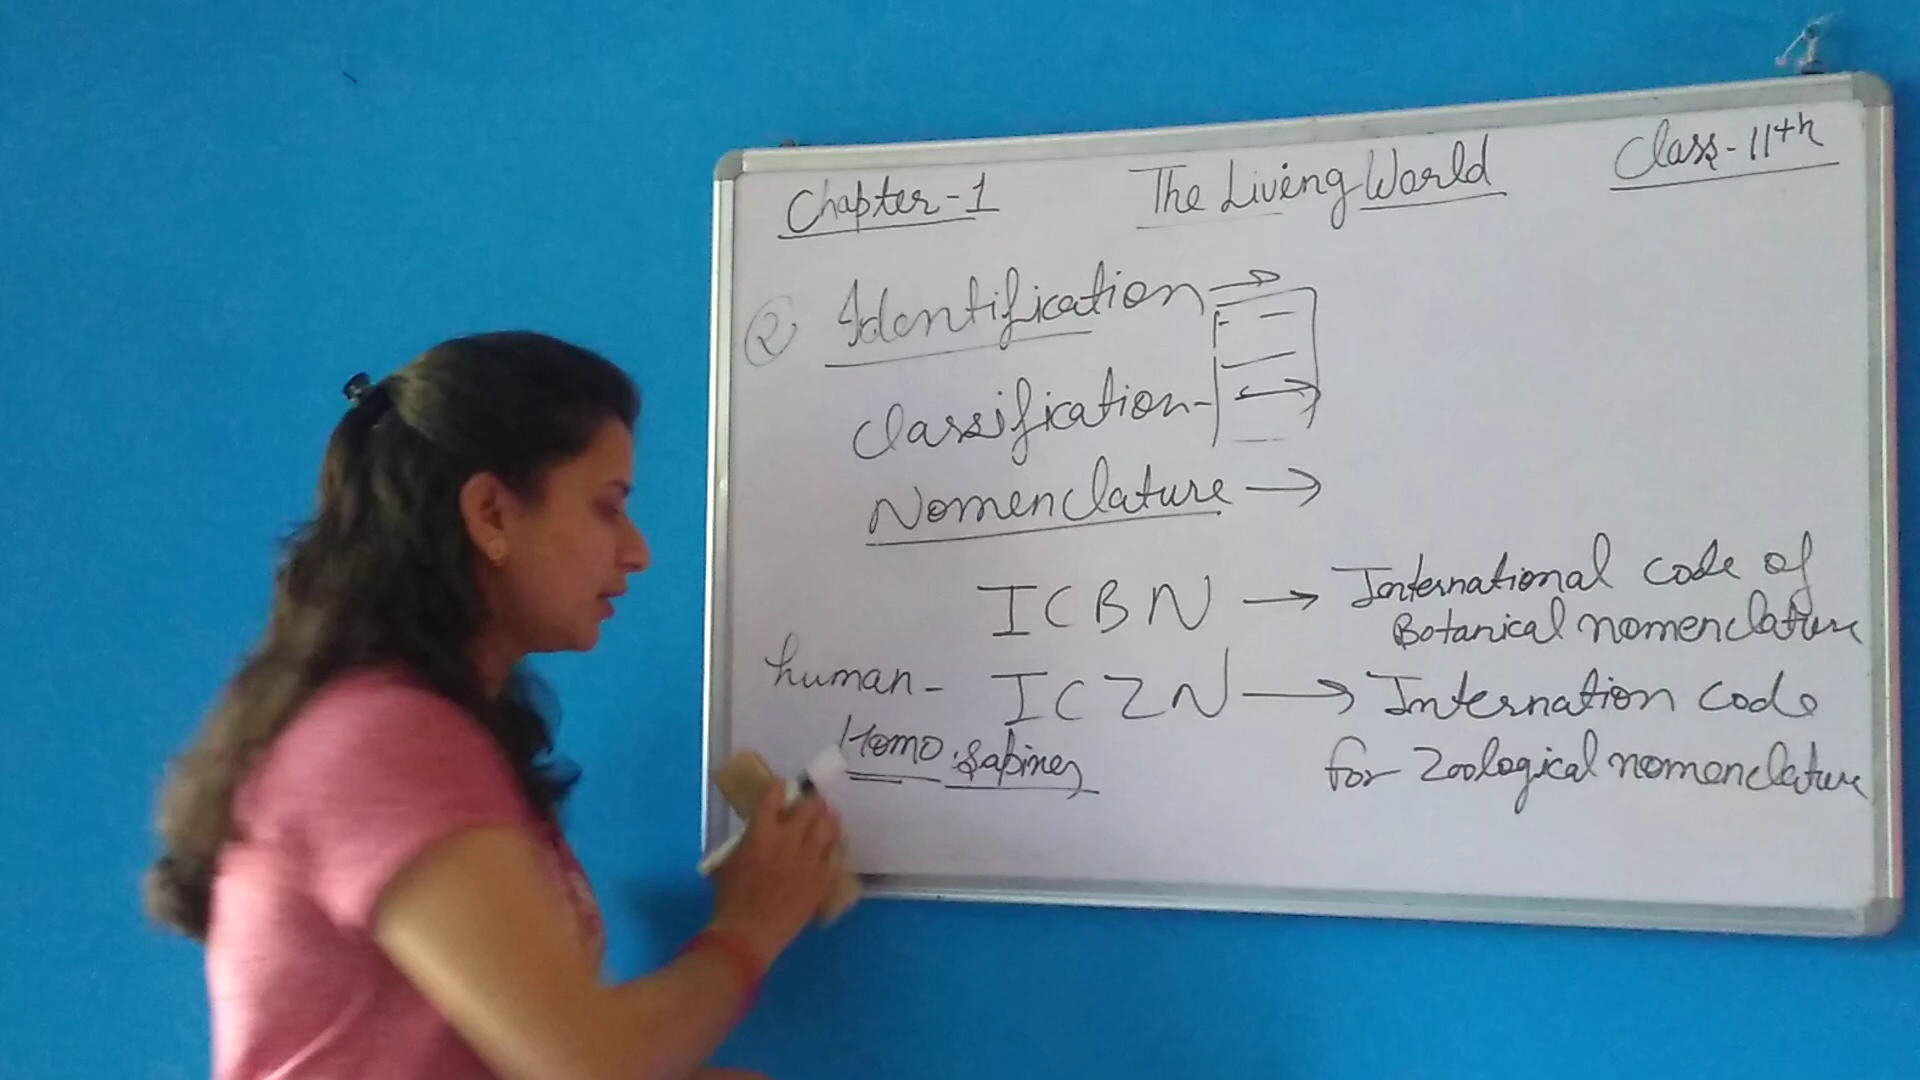 Chapter-1 The Living World Class-11th
2 Identification →
Classification- →
Nomenclature →
ICBN → International code of
Botanical nomenclature
human- ICZN → Internation code
Homo sapines for Zoological nomenclature